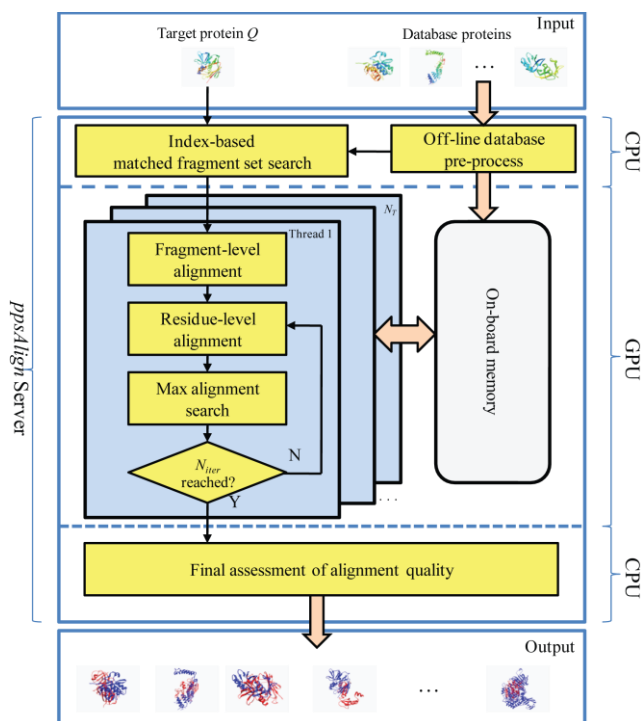 Input
Target protein Q
Database proteins
...
Index-based
matched fragment set search
Off-line database
pre-process
CPU
N_T
Thread 1
Fragment-level
alignment
Residue-level
alignment
Max alignment
search
N_iter
reached?
N
Y
...
On-board memory
GPU
ppsAlign Server
Final assessment of alignment quality
CPU
Output
...